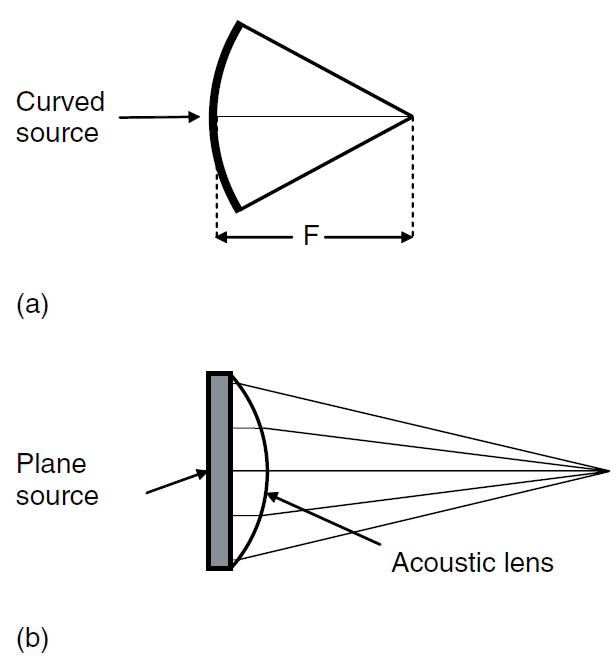 Curved
source
F
(a)
Plane
source
Acoustic lens
(b)